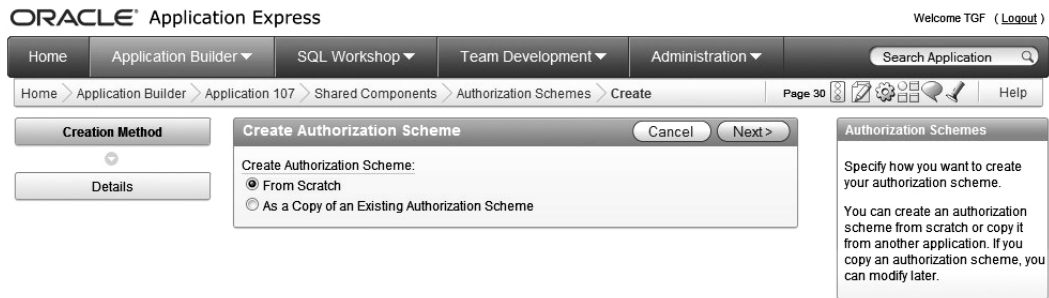 ORACLE® Application Express
Welcome TGF ( Logout )
Home Application Builder SQL Workshop Team Development Administration Search Application
Home Application Builder Application 107 Shared Components Authorization Schemes Create Page 30 Help
Creation Method
Details
Create Authorization Scheme Cancel Next >
Create Authorization Scheme:
From Scratch
As a Copy of an Existing Authorization Scheme
Authorization Schemes
Specify how you want to create
your authorization scheme.
You can create an authorization
scheme from scratch or copy it
from another application. If you
copy an authorization scheme, you
can modify later.